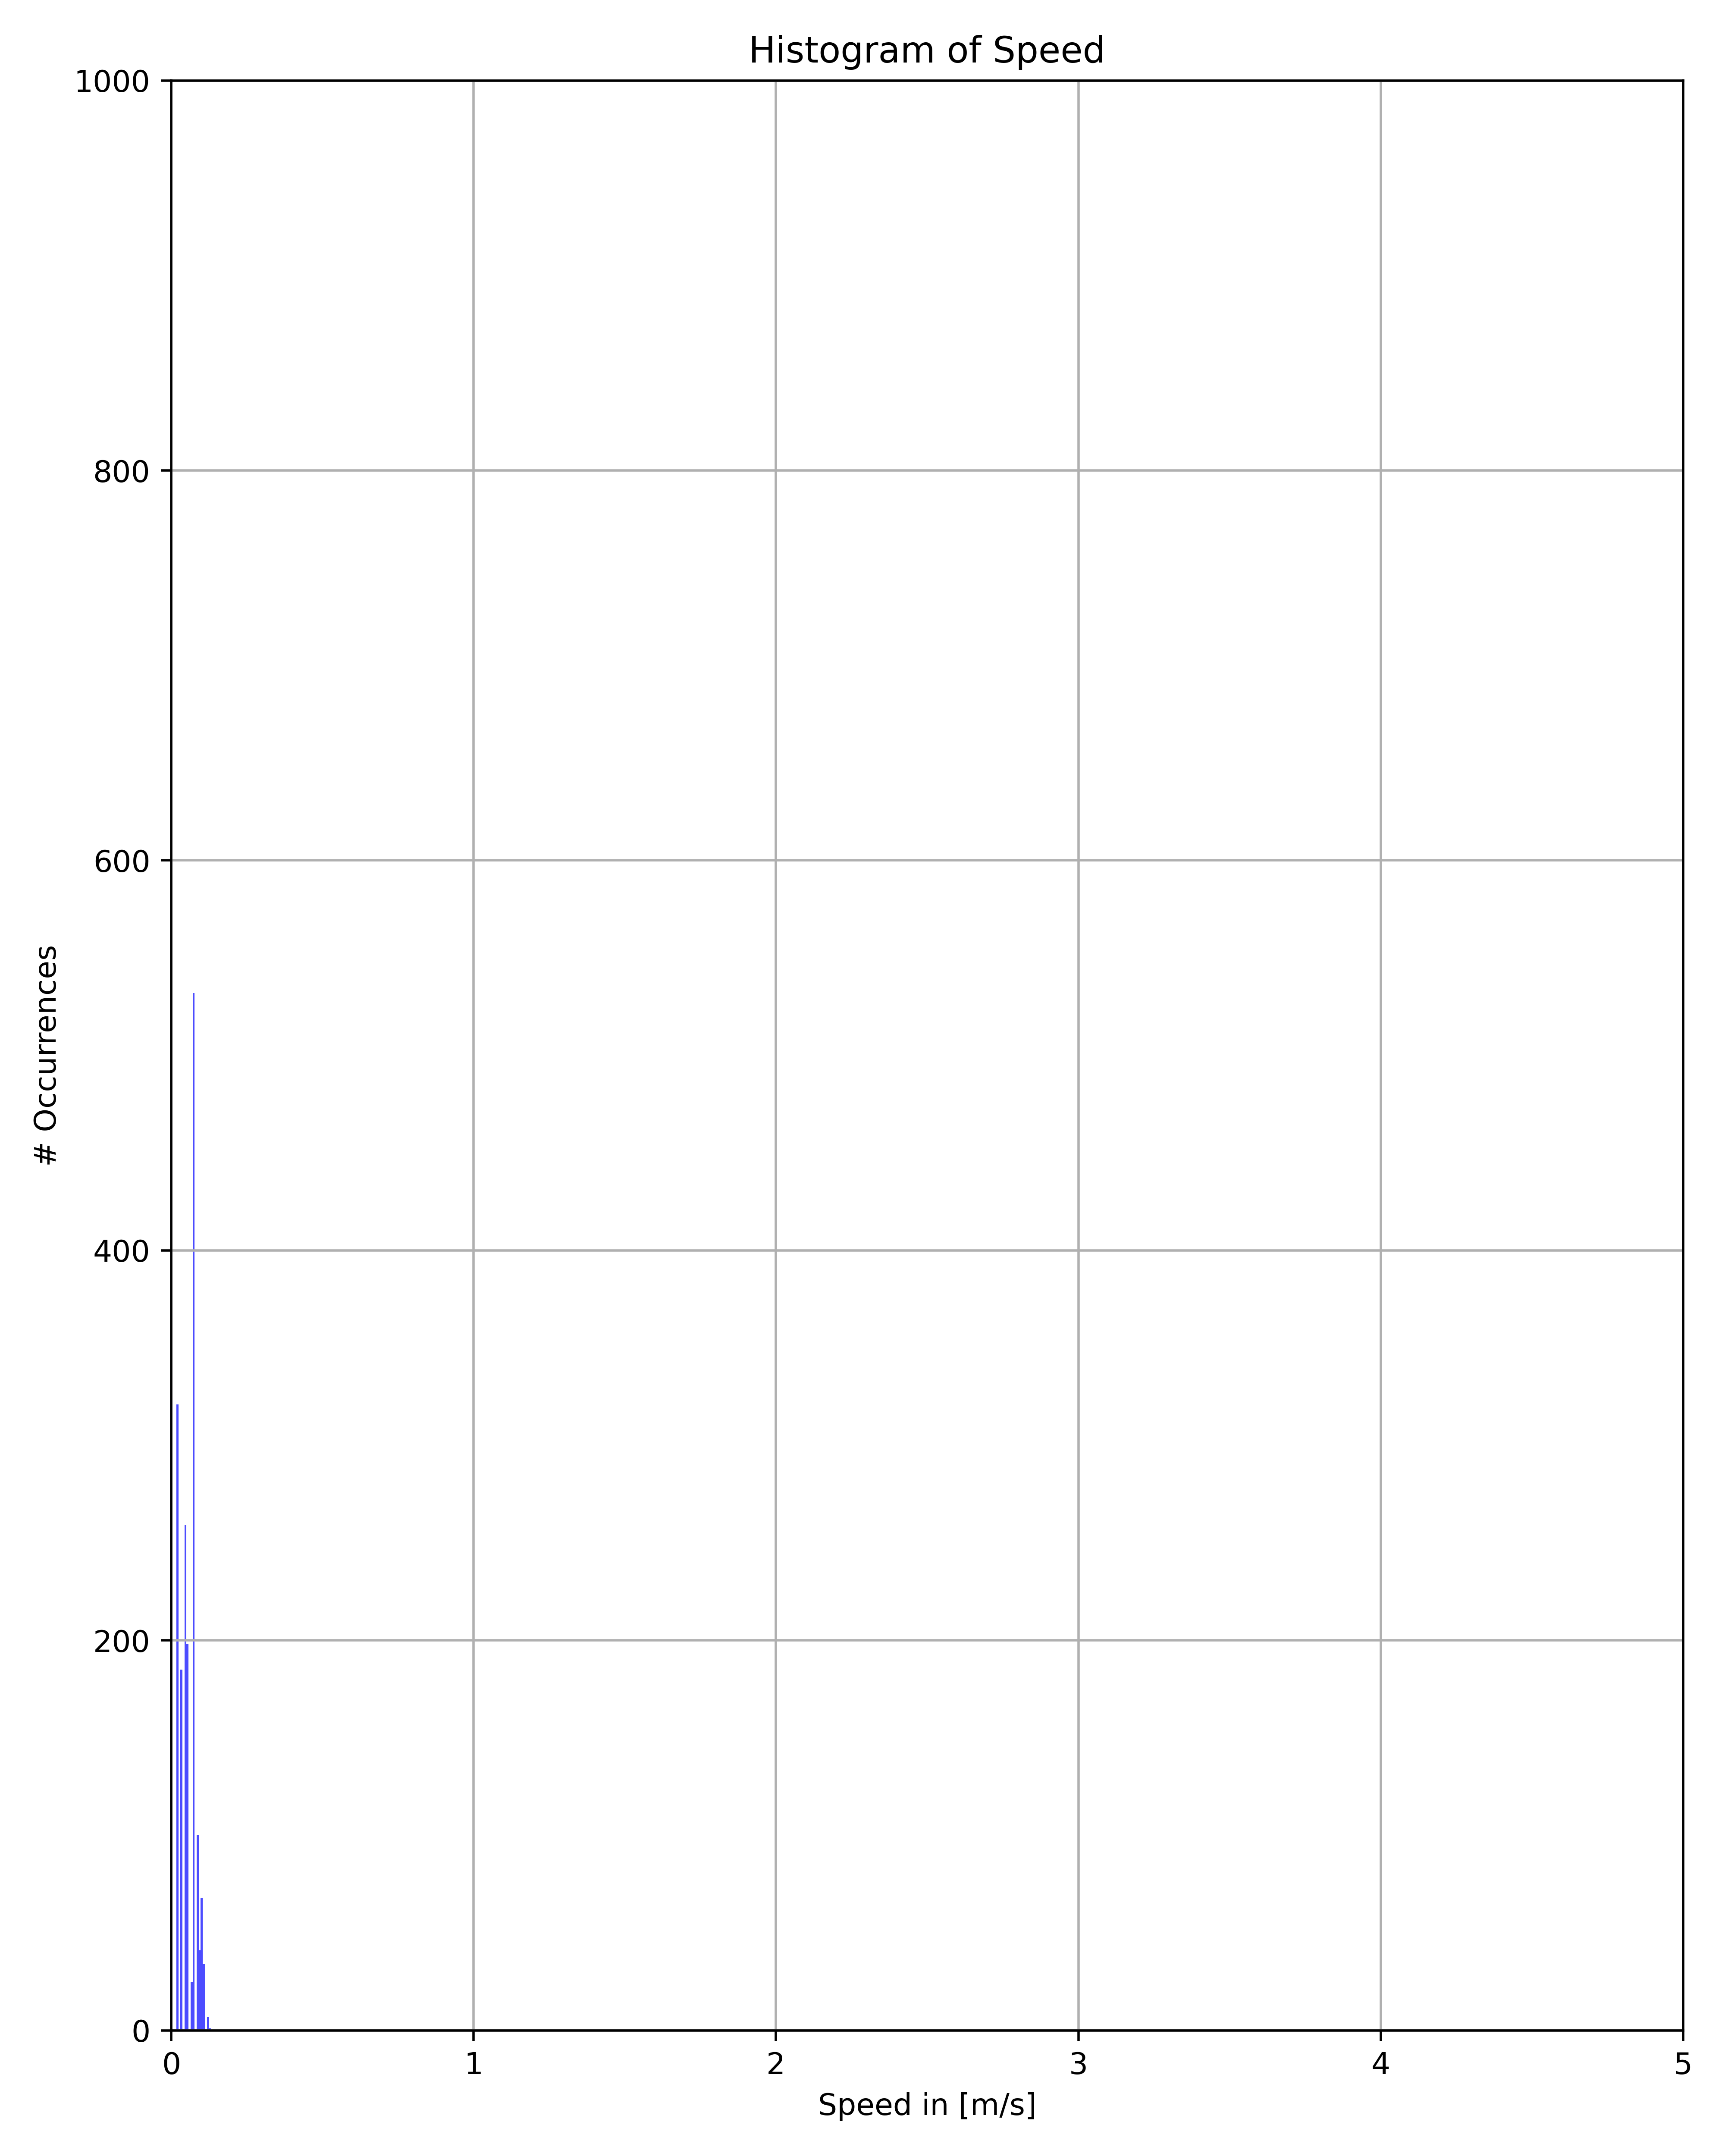 Histogram of Speed
1000
800
600
400
200
0
# Occurrences
0 1 2 3 4 5
Speed in [m/s]